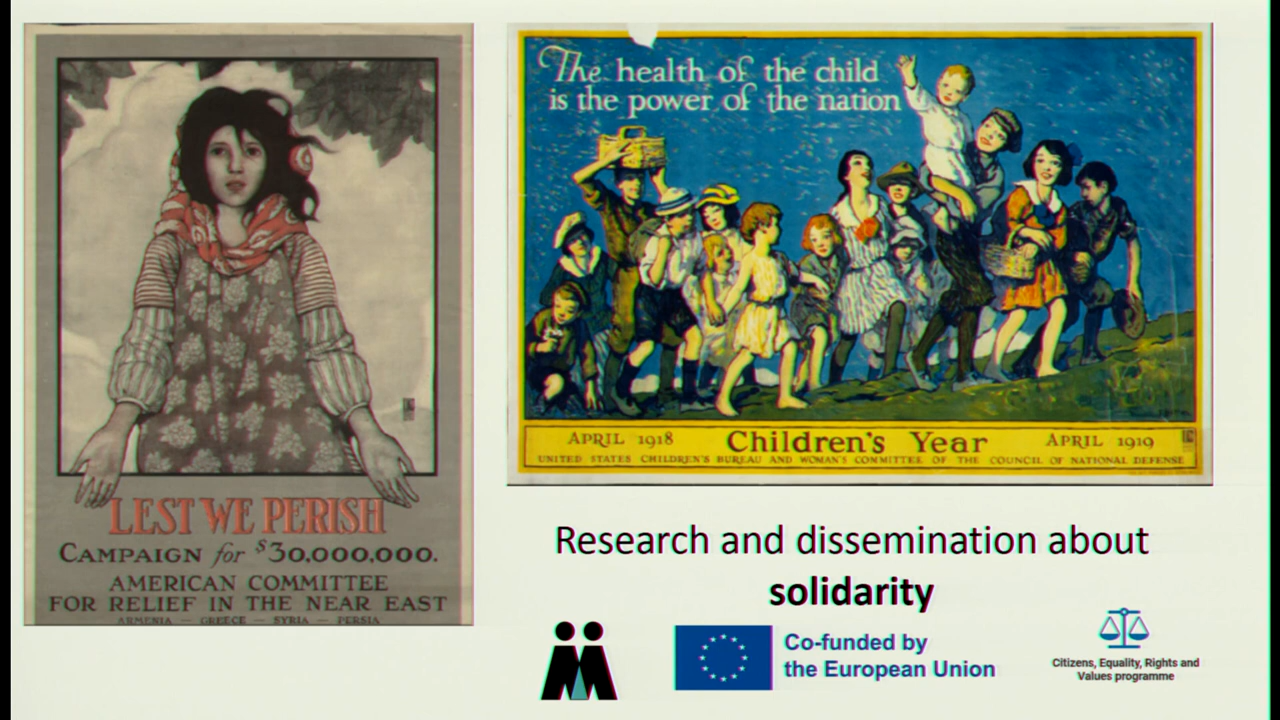 LEST WE PERISH
CAMPAIGN for $30,000,000.
AMERICAN COMMITTEE
FOR RELIEF IN THE NEAR EAST
ARMENIA – GREECE – SYRIA – PERSIA
The health of the child
is the power of the nation
APRIL 1918 Children's Year APRIL 1919
UNITED STATES CHILDREN'S BUREAU AND WOMAN'S COMMITTEE OF THE COUNCIL OF NATIONAL DEFENSE
Research and dissemination about
solidarity
Co-funded by
the European Union
Citizens, Equality, Rights and
Values programme